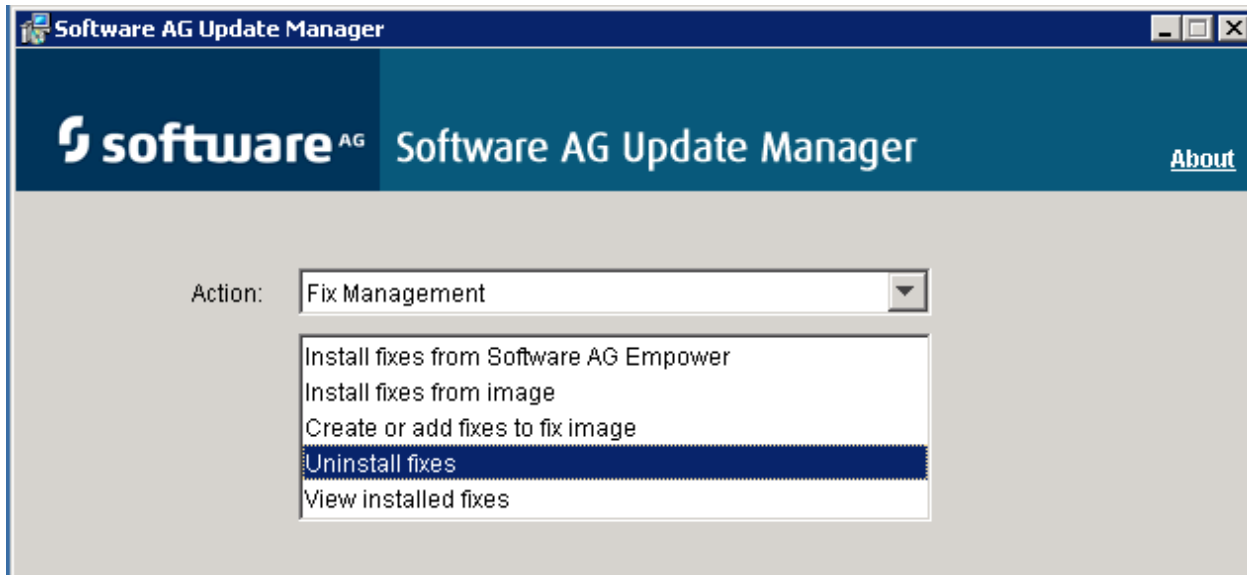 Software AG Update Manager
software AG Software AG Update Manager
About
Action: Fix Management
Install fixes from Software AG Empower
Install fixes from image
Create or add fixes to fix image
Uninstall fixes
View installed fixes